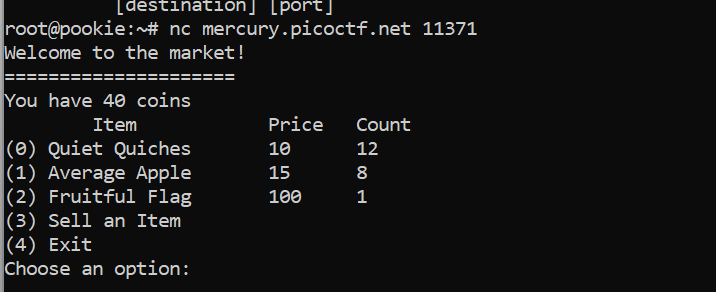 [destination] [port]
root@pookie:~# nc mercury.picoctf.net 11371
Welcome to the market!
=====================
You have 40 coins
Item Price Count
(0) Quiet Quiches 10 12
(1) Average Apple 15 8
(2) Fruitful Flag 100 1
(3) Sell an Item
(4) Exit
Choose an option: